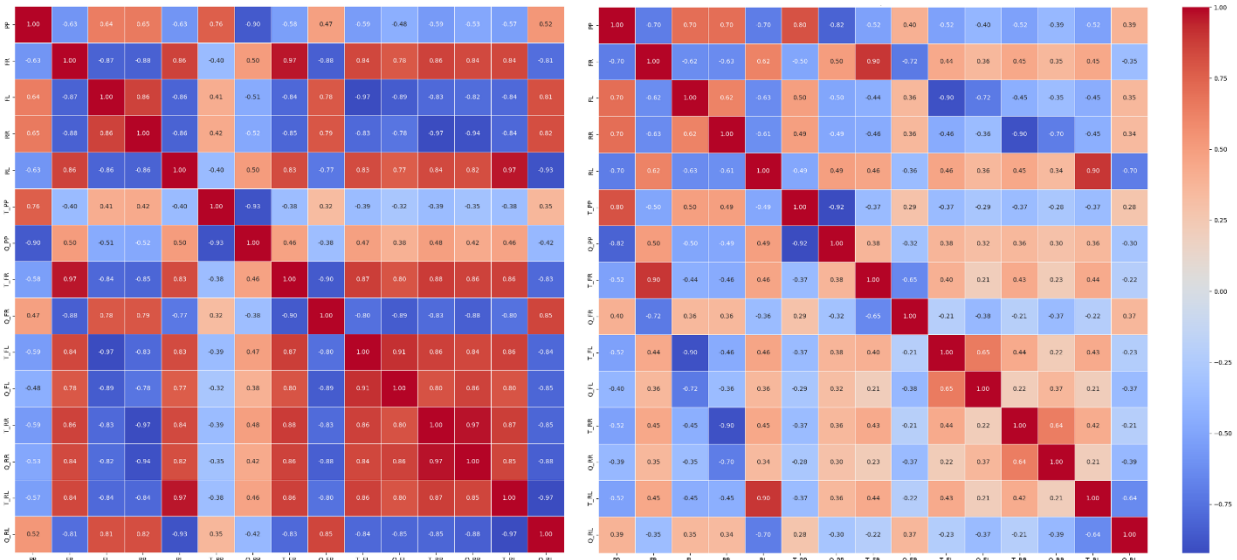 PP 1.00 -0.63 0.64 0.65 -0.63 0.76 -0.90 -0.58 0.47 -0.59 -0.48 -0.59 -0.53 -0.57 0.52
FR -0.63 1.00 -0.87 -0.88 0.86 -0.40 0.50 0.97 -0.88 0.84 0.78 0.86 0.84 0.84 -0.81
FL 0.64 -0.87 1.00 0.86 -0.86 0.41 -0.51 -0.84 0.78 -0.97 -0.89 -0.83 -0.82 -0.84 0.81
RR 0.65 -0.88 0.86 1.00 -0.86 0.42 -0.52 -0.85 0.79 -0.83 -0.78 -0.97 -0.94 -0.84 0.82
RL -0.63 0.86 -0.86 -0.86 1.00 -0.40 0.50 0.83 -0.77 0.83 0.77 0.84 0.82 0.97 -0.93
T_PP 0.76 -0.40 0.41 0.42 -0.40 1.00 -0.93 -0.38 0.32 -0.39 -0.32 -0.39 -0.35 -0.38 0.35
Q_PP -0.90 0.50 -0.51 -0.52 0.50 -0.93 1.00 0.46 -0.38 0.47 0.38 0.48 0.42 0.46 -0.42
T_FR -0.58 0.97 -0.84 -0.85 0.83 -0.38 0.46 1.00 -0.90 0.87 0.80 0.88 0.86 0.86 -0.83
Q_FR 0.47 -0.88 0.78 0.79 -0.77 0.32 -0.38 -0.90 1.00 -0.80 -0.89 -0.83 -0.88 -0.80 0.85
T_FL -0.59 0.84 -0.97 -0.83 0.83 -0.39 0.47 0.87 -0.80 1.00 0.91 0.86 0.84 0.86 -0.84
Q_FL -0.48 0.78 -0.89 -0.78 0.77 -0.32 0.38 0.80 -0.89 0.91 1.00 0.80 0.86 0.80 -0.85
T_RR -0.59 0.86 -0.83 -0.97 0.84 -0.39 0.48 0.88 -0.83 0.86 0.80 1.00 0.97 0.87 -0.85
Q_RR -0.53 0.84 -0.82 -0.94 0.82 -0.35 0.42 0.86 -0.88 0.84 0.86 0.97 1.00 0.85 -0.88
T_RL -0.57 0.84 -0.84 -0.84 0.97 -0.38 0.46 0.86 -0.80 0.86 0.80 0.87 0.85 1.00 -0.97
Q_RL 0.52 -0.81 0.81 0.82 -0.93 0.35 -0.42 -0.83 0.85 -0.84 -0.85 -0.85 -0.88 -0.97 1.00
PP 1.00 -0.70 0.70 0.70 -0.70 0.80 -0.82 -0.52 0.40 -0.52 -0.40 -0.52 -0.39 -0.52 0.39
FR -0.70 1.00 -0.62 -0.63 0.62 -0.50 0.50 0.90 -0.72 0.44 0.36 0.45 0.35 0.45 -0.35
FL 0.70 -0.62 1.00 0.62 -0.63 0.50 -0.50 -0.44 0.36 -0.90 -0.72 -0.45 -0.35 -0.45 0.35
RR 0.70 -0.63 0.62 1.00 -0.61 0.49 -0.49 -0.46 0.36 -0.46 -0.36 -0.90 -0.70 -0.45 0.34
RL -0.70 0.62 -0.63 -0.61 1.00 -0.49 0.49 0.46 -0.36 0.46 0.36 0.45 0.34 0.90 -0.70
T_PP 0.80 -0.50 0.50 0.49 -0.49 1.00 -0.92 -0.37 0.29 -0.37 -0.29 -0.37 -0.28 -0.37 0.28
Q_PP -0.82 0.50 -0.50 -0.49 0.49 -0.92 1.00 0.38 -0.32 0.38 0.32 0.36 0.30 0.36 -0.30
T_FR -0.52 0.90 -0.44 -0.46 0.46 -0.37 0.38 1.00 -0.65 0.40 0.21 0.43 0.23 0.44 -0.22
Q_FR 0.40 -0.72 0.36 0.36 -0.36 0.29 -0.32 -0.65 1.00 -0.21 -0.38 -0.21 -0.37 -0.22 0.37
T_FL -0.52 0.44 -0.90 -0.46 0.46 -0.37 0.38 0.40 -0.21 1.00 0.65 0.44 0.22 0.43 -0.23
Q_FL -0.40 0.36 -0.72 -0.36 0.36 -0.29 0.32 0.21 -0.38 0.65 1.00 0.22 0.37 0.21 -0.37
T_RR -0.52 0.45 -0.45 -0.90 0.45 -0.37 0.36 0.43 -0.21 0.44 0.22 1.00 0.64 0.42 -0.21
Q_RR -0.39 0.35 -0.35 -0.70 0.34 -0.28 0.30 0.23 -0.37 0.22 0.37 0.64 1.00 0.21 -0.39
T_RL -0.52 0.45 -0.45 -0.45 0.90 -0.37 0.36 0.44 -0.22 0.43 0.21 0.42 0.21 1.00 -0.64
Q_RL 0.39 -0.35 0.35 0.34 -0.70 0.28 -0.30 -0.22 0.37 -0.23 -0.37 -0.21 -0.39 -0.64 1.00
1.00
0.75
0.50
0.25
0.00
−0.25
−0.50
−0.75